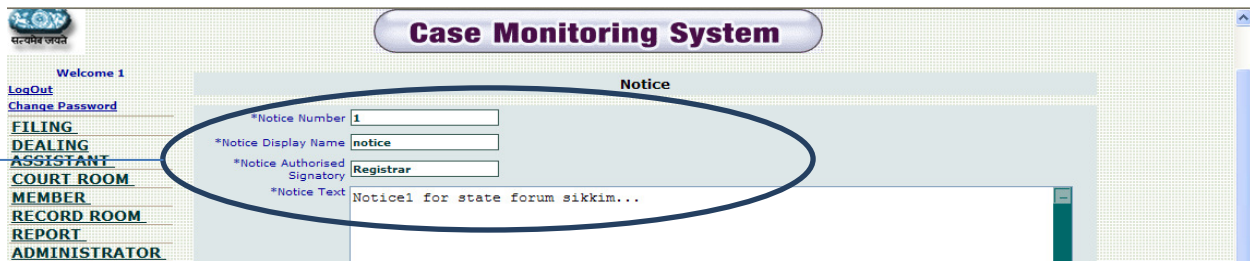 सत्यमेव जयते
Case Monitoring System
Welcome 1
LogOut
Change Password
FILING
DEALING
ASSISTANT
COURT ROOM
MEMBER
RECORD ROOM
REPORT
ADMINISTRATOR
Notice
*Notice Number 1
*Notice Display Name notice
*Notice Authorised
Signatory Registrar
*Notice Text Notice1 for state forum sikkim...